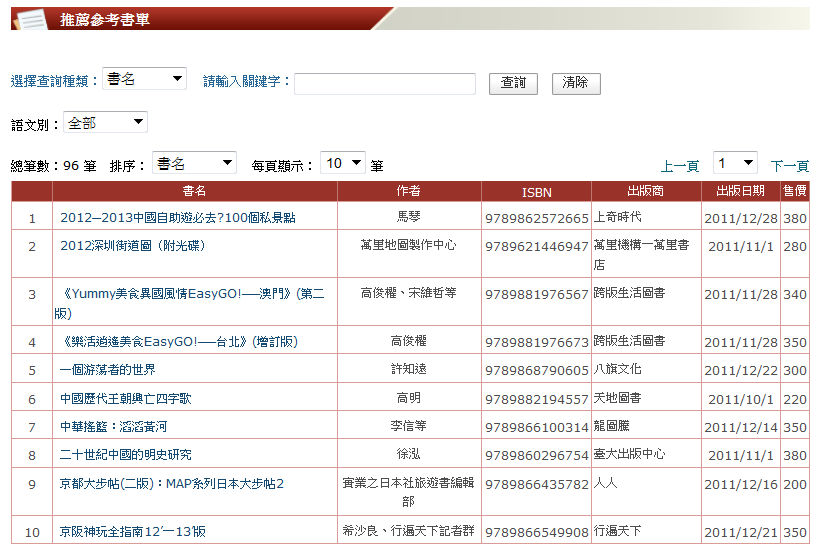 推薦參考書單
選擇查詢種類： 書名 請輸入關鍵字： 查詢 清除
語文別： 全部
總筆數：96 筆 排序： 書名 每頁顯示： 10 筆 上一頁 1 下一頁
書名 作者 ISBN 出版商 出版日期 售價
1 2012─2013中國自助遊必去?100個私景點 馬琴 9789862572665 上奇時代 2011/12/28 380
2 2012深圳街道圖（附光碟） 萬里地圖製作中心 9789621446947 萬里機構─萬里書
店 2011/11/1 280
3 《Yummy美食異國風情EasyGO!──澳門》(第二
版) 高俊權、宋維哲等 9789881976567 跨版生活圖書 2011/11/28 340
4 《樂活逍遙美食EasyGO!──台北》(增訂版) 高俊權 9789881976673 跨版生活圖書 2011/11/28 350
5 一個游蕩者的世界 許知遠 9789868790605 八旗文化 2011/12/22 300
6 中國歷代王朝興亡四字歌 高明 9789882194557 天地圖書 2011/10/1 220
7 中華搖籃：滔滔黃河 李信等 9789866100314 龍圖騰 2011/12/14 350
8 二十世紀中國的明史研究 徐泓 9789860296754 臺大出版中心 2011/11/1 380
9 京都大步帖(二版)：MAP系列日本大步帖2 實業之日本社旅遊書編輯
部 9789866435782 人人 2011/12/16 200
10 京阪神玩全指南12′─13′版 希沙良、行遍天下記者群 9789866549908 行遍天下 2011/12/21 350